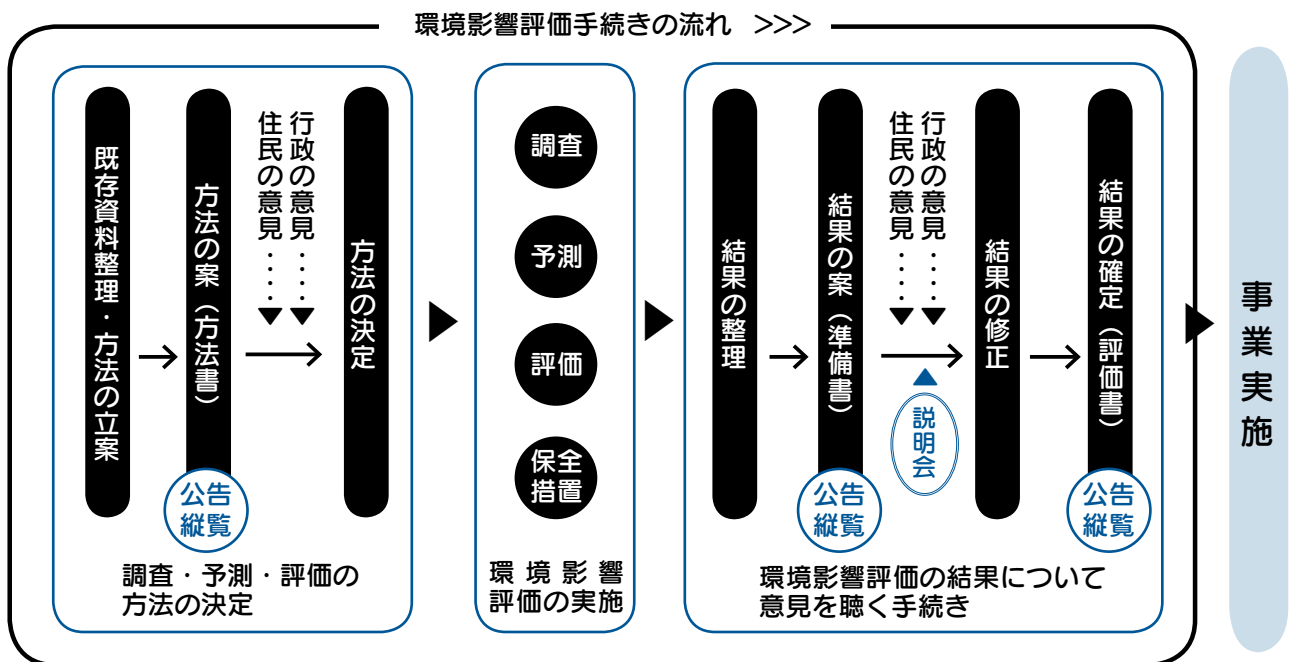 環境影響評価手続きの流れ >>>
既存資料整理・方法の立案
方法の案（方法書）
公告
縦覧
行政の意見
住民の意見
方法の決定
調査・予測・評価の
方法の決定
調査
予測
評価
保全
措置
環境影響
評価の実施
結果の整理
結果の案（準備書）
公告
縦覧
行政の意見
住民の意見
説明会
結果の修正
結果の確定（評価書）
公告
縦覧
環境影響評価の結果について
意見を聴く手続き
事業実施